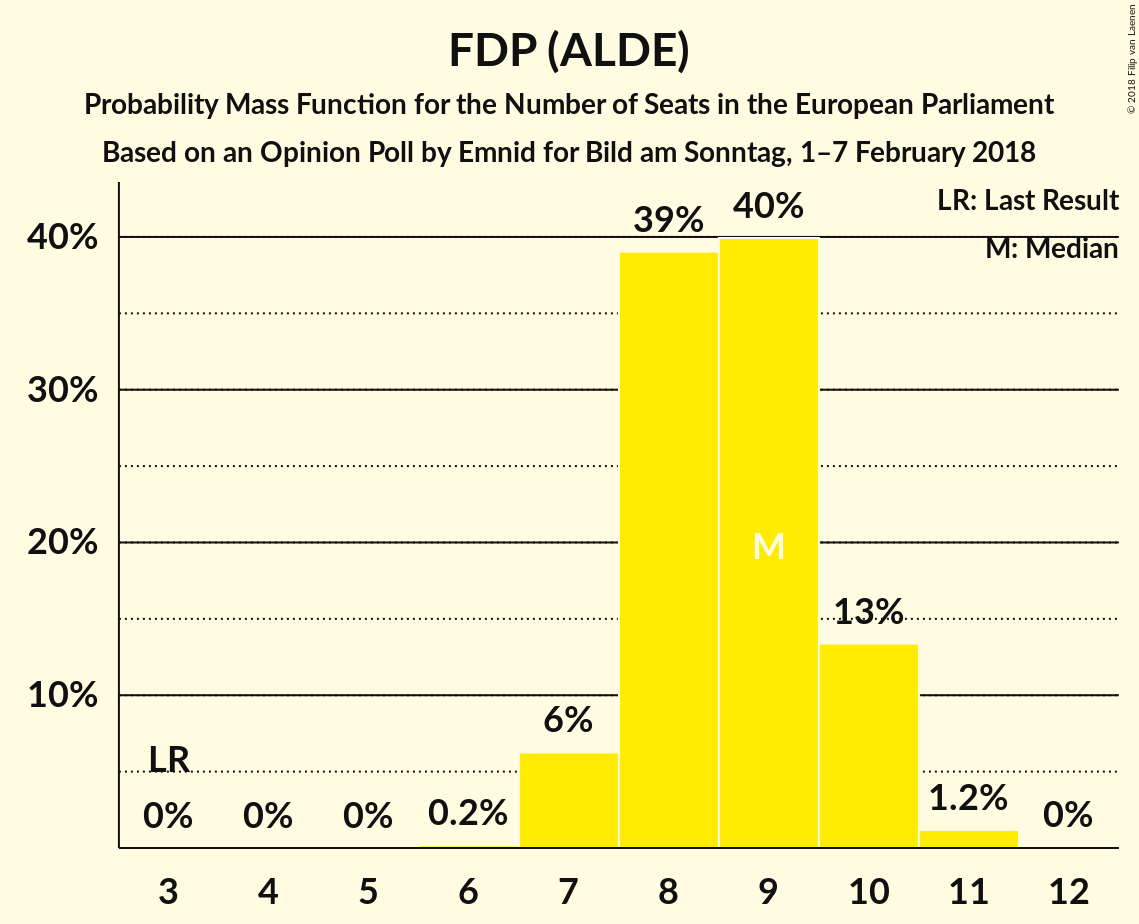 FDP (ALDE)
Probability Mass Function for the Number of Seats in the European Parliament
Based on an Opinion Poll by Emnid for Bild am Sonntag, 1–7 February 2018
© 2018 Filip van Laenen
LR: Last Result
M: Median
40%
30%
20%
10%
LR
0%
0%
0%
0.2%
6%
39%
40%
M
13%
1.2%
0%
3 4 5 6 7 8 9 10 11 12